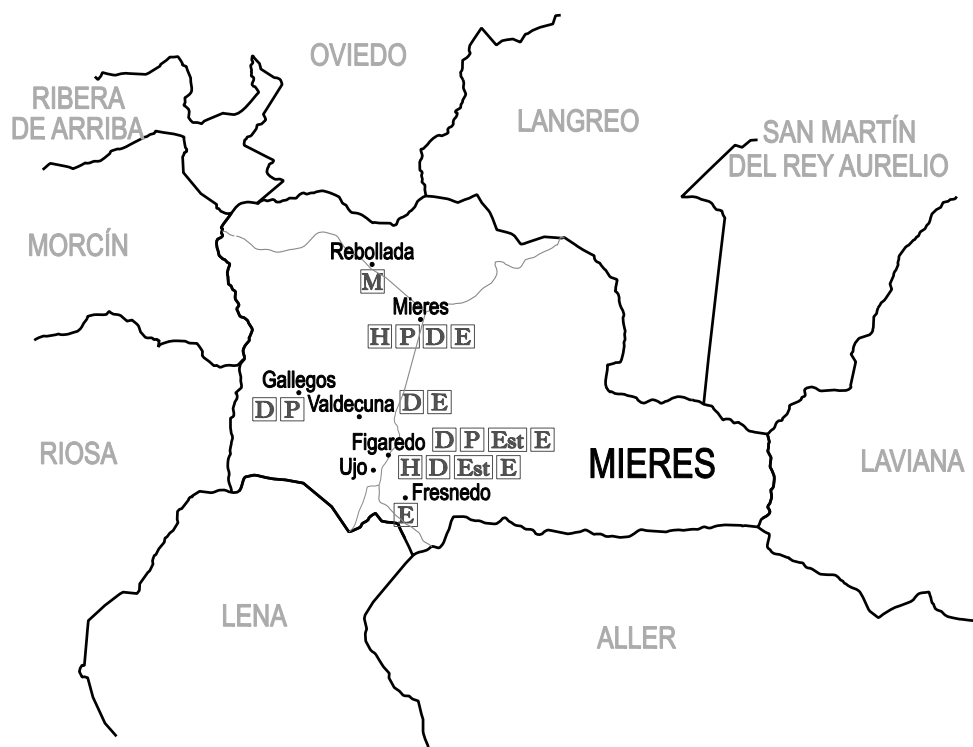 OVIEDO
RIBERA
DE ARRIBA
LANGREO
SAN MARTÍN
DEL REY AURELIO
MORCÍN
Rebollada
M
Mieres
H P D E
Gallegos
D P
Valdecuna D E
Figaredo D P Est E
Ujo H D Est E
RIOSA
MIERES
LAVIANA
Fresnedo
E
LENA
ALLER